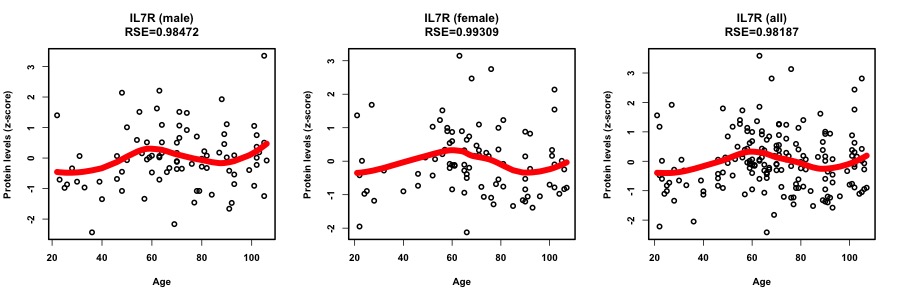 IL7R (male)
RSE=0.98472
Protein levels (z-score)
3
2
1
0
-1
-2
20 40 60 80 100
Age
IL7R (female)
RSE=0.99309
Protein levels (z-score)
3
2
1
0
-1
-2
20 40 60 80 100
Age
IL7R (all)
RSE=0.98187
Protein levels (z-score)
3
2
1
0
-1
-2
20 40 60 80 100
Age